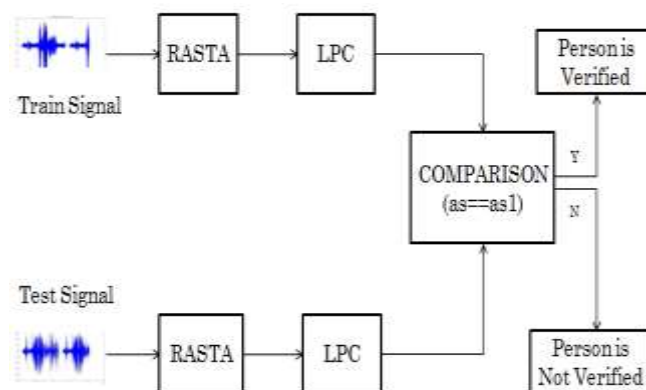 RASTA
LPC
Train Signal
Person is
Verified
COMPARISON
(as==as1)
Y
N
Test Signal
RASTA
LPC
Person is
Not Verified